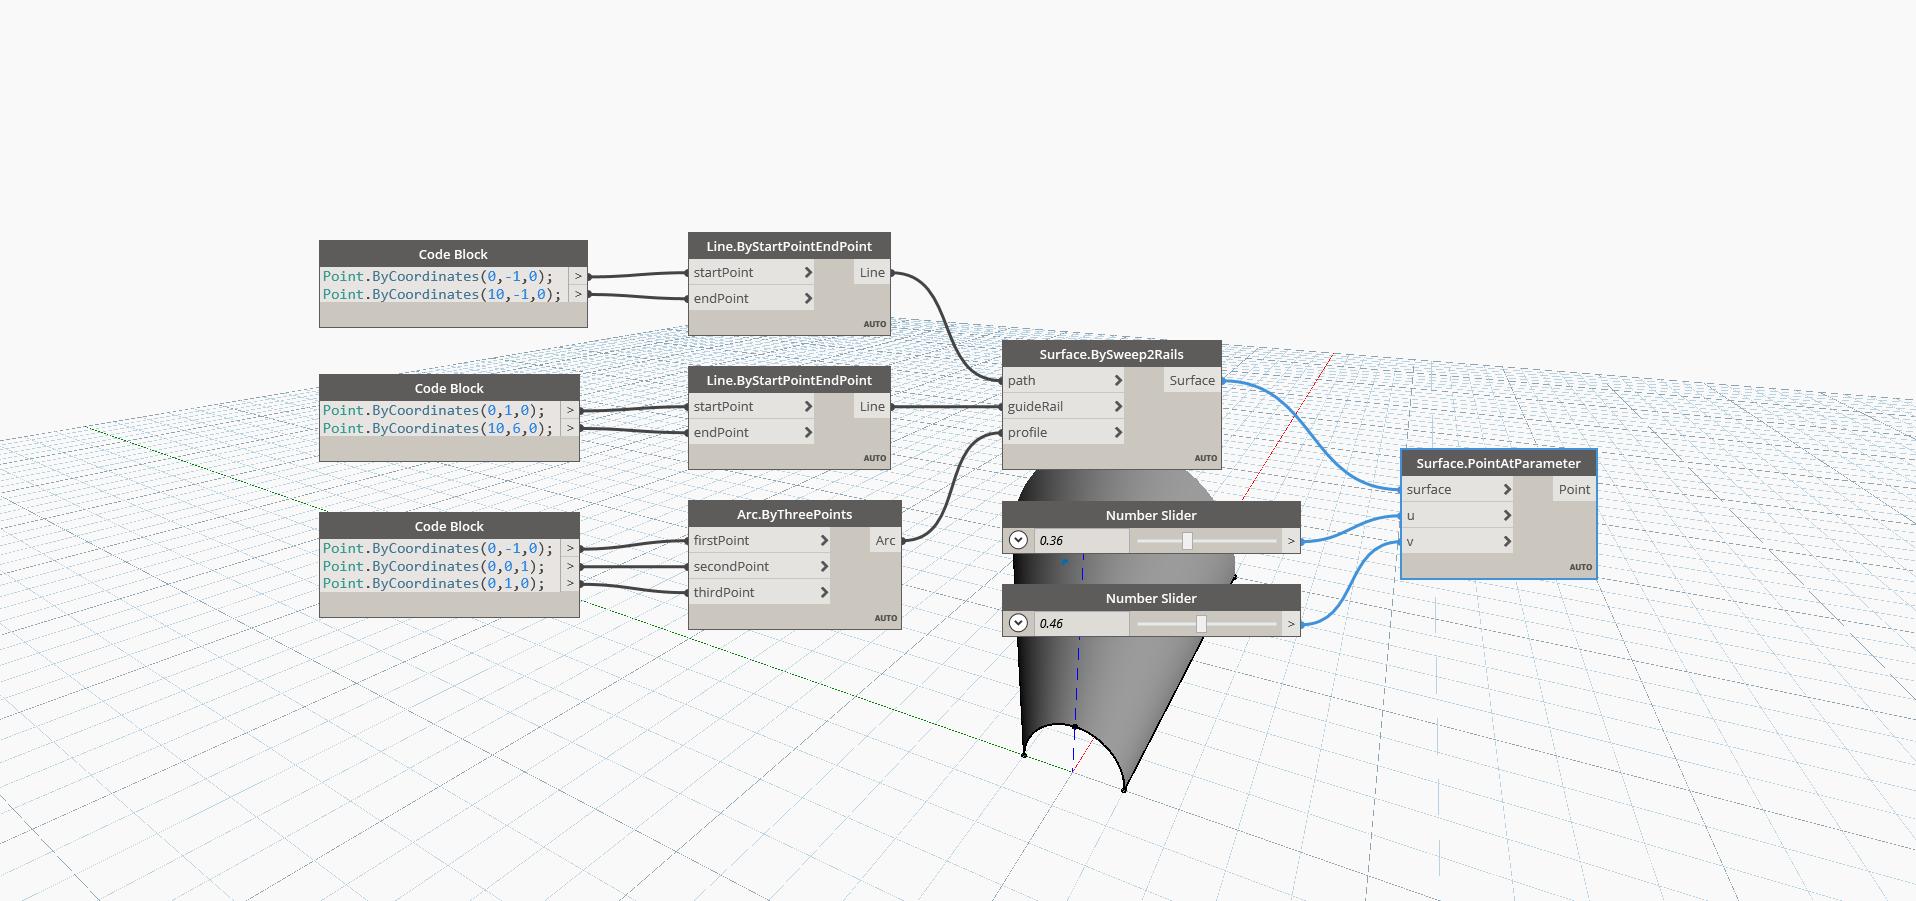 Code Block
Point.ByCoordinates(0,-1,0); >
Point.ByCoordinates(10,-1,0); >
Line.ByStartPointEndPoint
startPoint > Line
endPoint >
AUTO
Code Block
Point.ByCoordinates(0,1,0); >
Point.ByCoordinates(10,6,0); >
Line.ByStartPointEndPoint
startPoint > Line
endPoint >
AUTO
Code Block
Point.ByCoordinates(0,-1,0); >
Point.ByCoordinates(0,0,1); >
Point.ByCoordinates(0,1,0); >
Arc.ByThreePoints
firstPoint > Arc
secondPoint >
thirdPoint >
AUTO
Surface.BySweep2Rails
path > Surface
guideRail >
profile >
AUTO
Number Slider
0.36 >
Number Slider
0.46 >
Surface.PointAtParameter
surface > Point
u >
v >
AUTO